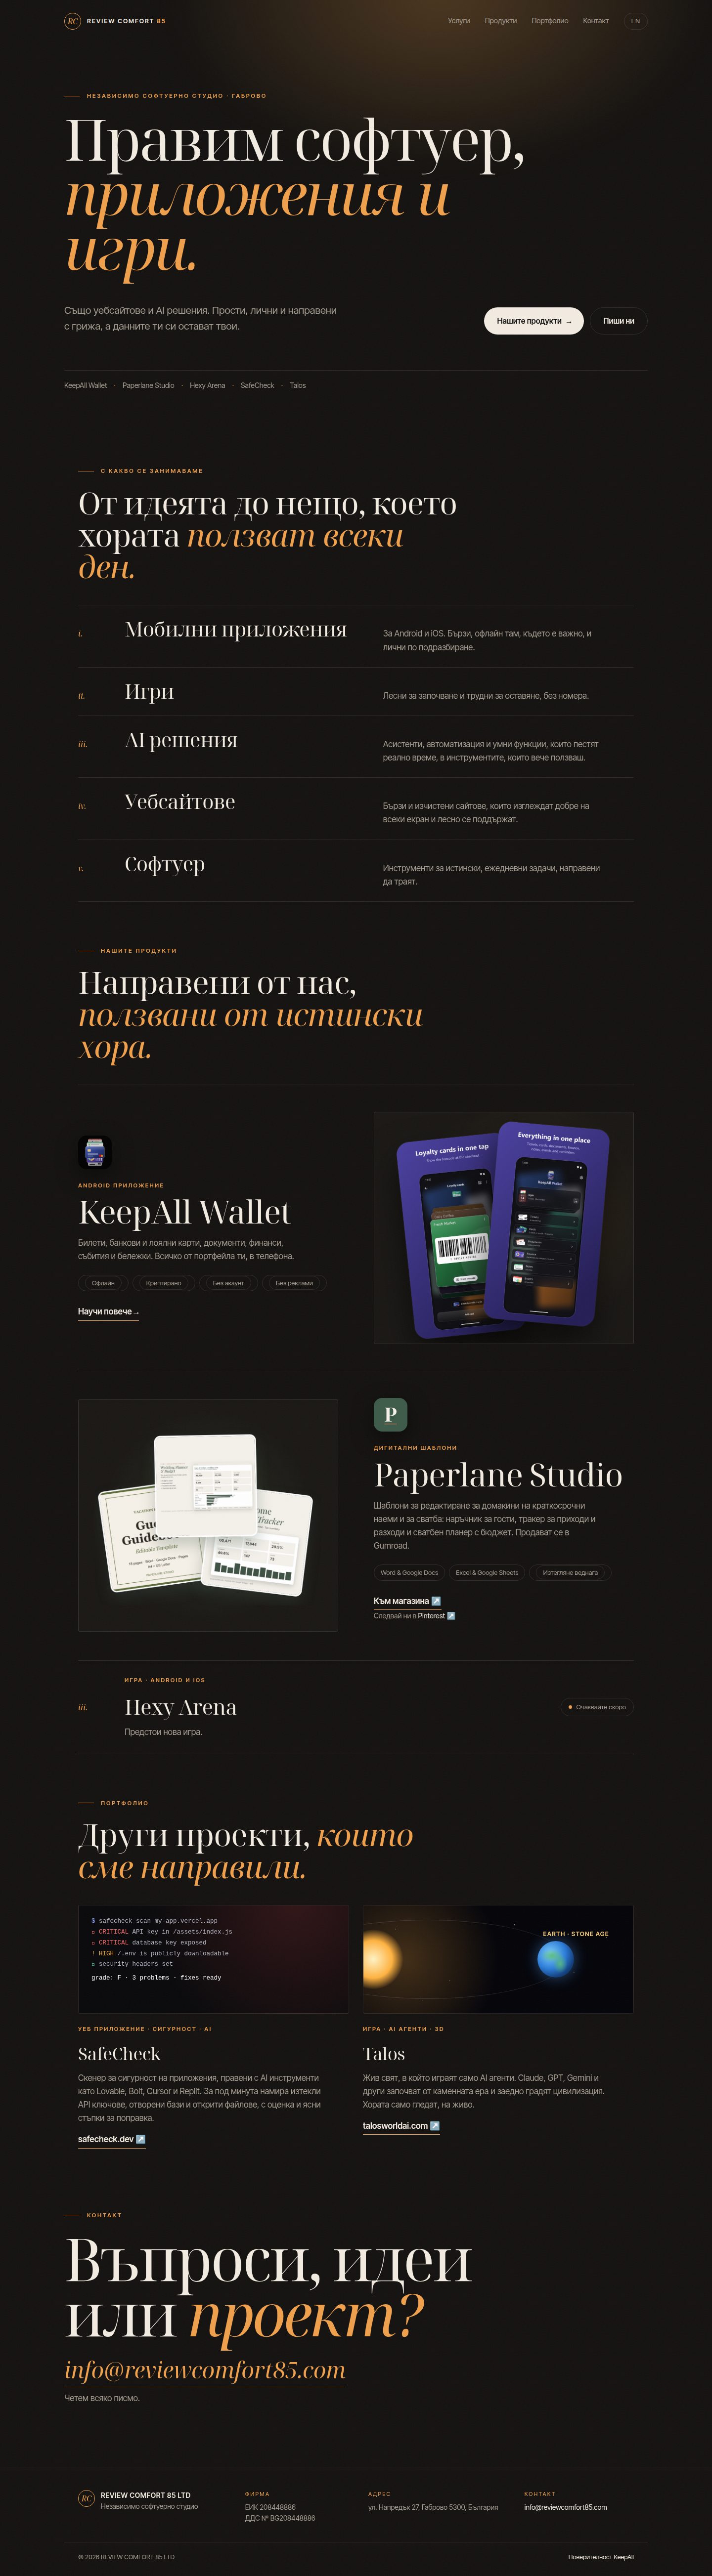 RC REVIEW COMFORT 85
Услуги Продукти Портфолио Контакт EN
НЕЗАВИСИМО СОФТУЕРНО СТУДИО · ГАБРОВО
Правим софтуер,
приложения и
игри.
Също уебсайтове и AI решения. Прости, лични и направени
с грижа, а данните ти си остават твои.
Нашите продукти →
Пиши ни
KeepAll Wallet · Paperlane Studio · Hexy Arena · SafeCheck · Talos
С КАКВО СЕ ЗАНИМАВАМЕ
От идеята до нещо, което
хората ползват всеки
ден.
i.
Мобилни приложения
За Android и iOS. Бързи, офлайн там, където е важно, и
лични по подразбиране.
ii.
Игри
Лесни за започване и трудни за оставяне, без номера.
iii.
AI решения
Асистенти, автоматизация и умни функции, които пестят
реално време, в инструментите, които вече ползваш.
iv.
Уебсайтове
Бързи и изчистени сайтове, които изглеждат добре на
всеки екран и лесно се поддържат.
v.
Софтуер
Инструменти за истински, ежедневни задачи, направени
да траят.
НАШИТЕ ПРОДУКТИ
Направени от нас,
ползвани от истински
хора.
ANDROID ПРИЛОЖЕНИЕ
KeepAll Wallet
Билети, банкови и лоялни карти, документи, финанси,
събития и бележки. Всичко от портфейла ти, в телефона.
Офлайн
Криптирано
Без акаунт
Без реклами
Научи повече →
Loyalty cards in one tap
Everything in one place
P
ДИГИТАЛНИ ШАБЛОНИ
Paperlane Studio
Шаблони за редактиране за домакини на краткосрочни
наеми и за сватба: наръчник за гости, тракер за приходи и
разходи и сватбен планер с бюджет. Продават се в
Gumroad.
Word & Google Docs
Excel & Google Sheets
Изтегляне веднага
Към магазина ↗
Следвай ни в Pinterest ↗
Editable Template
ИГРА · ANDROID И IOS
iii.
Hexy Arena
Предстои нова игра.
Очаквайте скоро
ПОРТФОЛИО
Други проекти, които
сме направили.
$ safecheck scan my-app.vercel.app
CRITICAL API key in /assets/index.js
CRITICAL database key exposed
! HIGH /.env is publicly downloadable
security headers set
grade: F · 3 problems · fixes ready
EARTH · STONE AGE
УЕБ ПРИЛОЖЕНИЕ · СИГУРНОСТ · AI
SafeCheck
Скенер за сигурност на приложения, правени с AI инструменти
като Lovable, Bolt, Cursor и Replit. За под минута намира изтекли
API ключове, отворени бази и открити файлове, с оценка и ясни
стъпки за поправка.
safecheck.dev ↗
ИГРА · AI АГЕНТИ · 3D
Talos
Жив свят, в който играят само AI агенти. Claude, GPT, Gemini и
други започват от каменната ера и заедно градят цивилизация.
Хората само гледат, на живо.
talosworldai.com ↗
КОНТАКТ
Въпроси, идеи
или проект?
info@reviewcomfort85.com
Четем всяко писмо.
RC REVIEW COMFORT 85 LTD
Независимо софтуерно студио
ФИРМА
ЕИК 208448886
ДДС № BG208448886
АДРЕС
ул. Напредък 27, Габрово 5300, България
КОНТАКТ
info@reviewcomfort85.com
© 2026 REVIEW COMFORT 85 LTD
Поверителност KeepAll